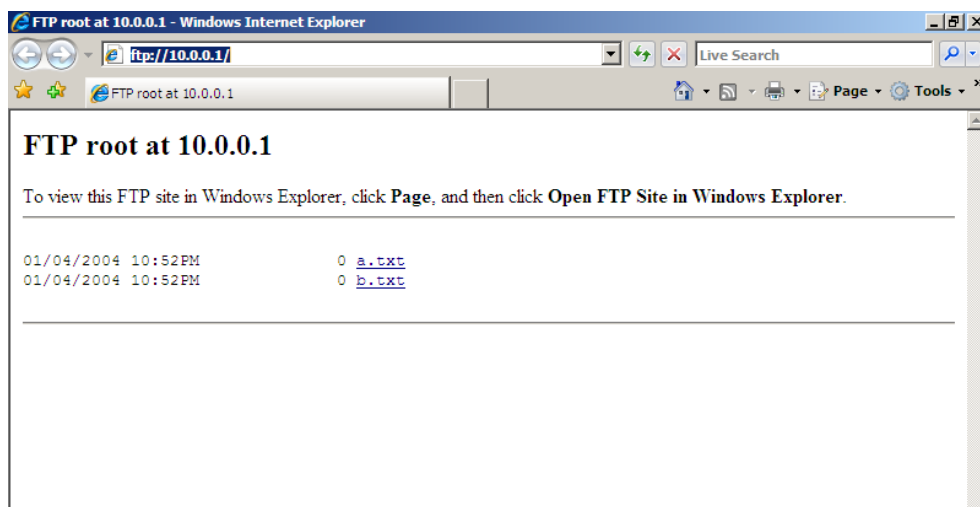 FTP root at 10.0.0.1 - Windows Internet Explorer
ftp://10.0.0.1/
Live Search
FTP root at 10.0.0.1
Page
Tools
FTP root at 10.0.0.1
To view this FTP site in Windows Explorer, click Page, and then click Open FTP Site in Windows Explorer.
01/04/2004 10:52PM 0 a.txt
01/04/2004 10:52PM 0 b.txt